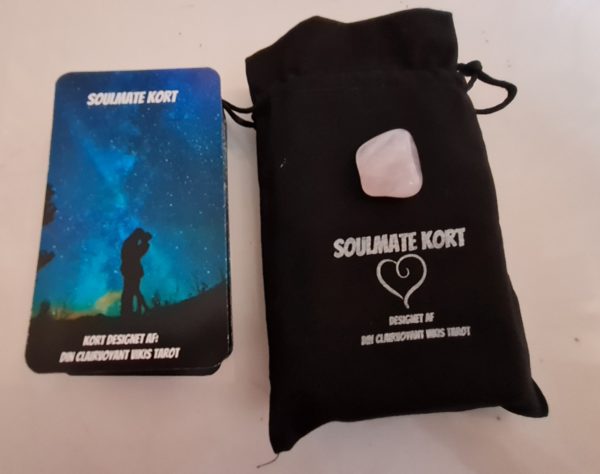 SOULMATE KORT
KORT DESIGNET AF:
DIN CLAIRVOYANT VIKIS TAROT
SOULMATE KORT
DESIGNET AF
DIN CLAIRVOYANT VIKIS TAROT